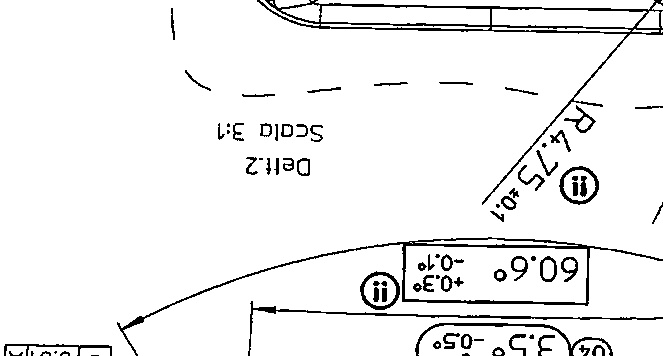 04
3.5° -0.5°
60.6° +0.3°
-0.1°
ii
R 4.75 ±0.1
ii
Dett.2
Scala 3:1